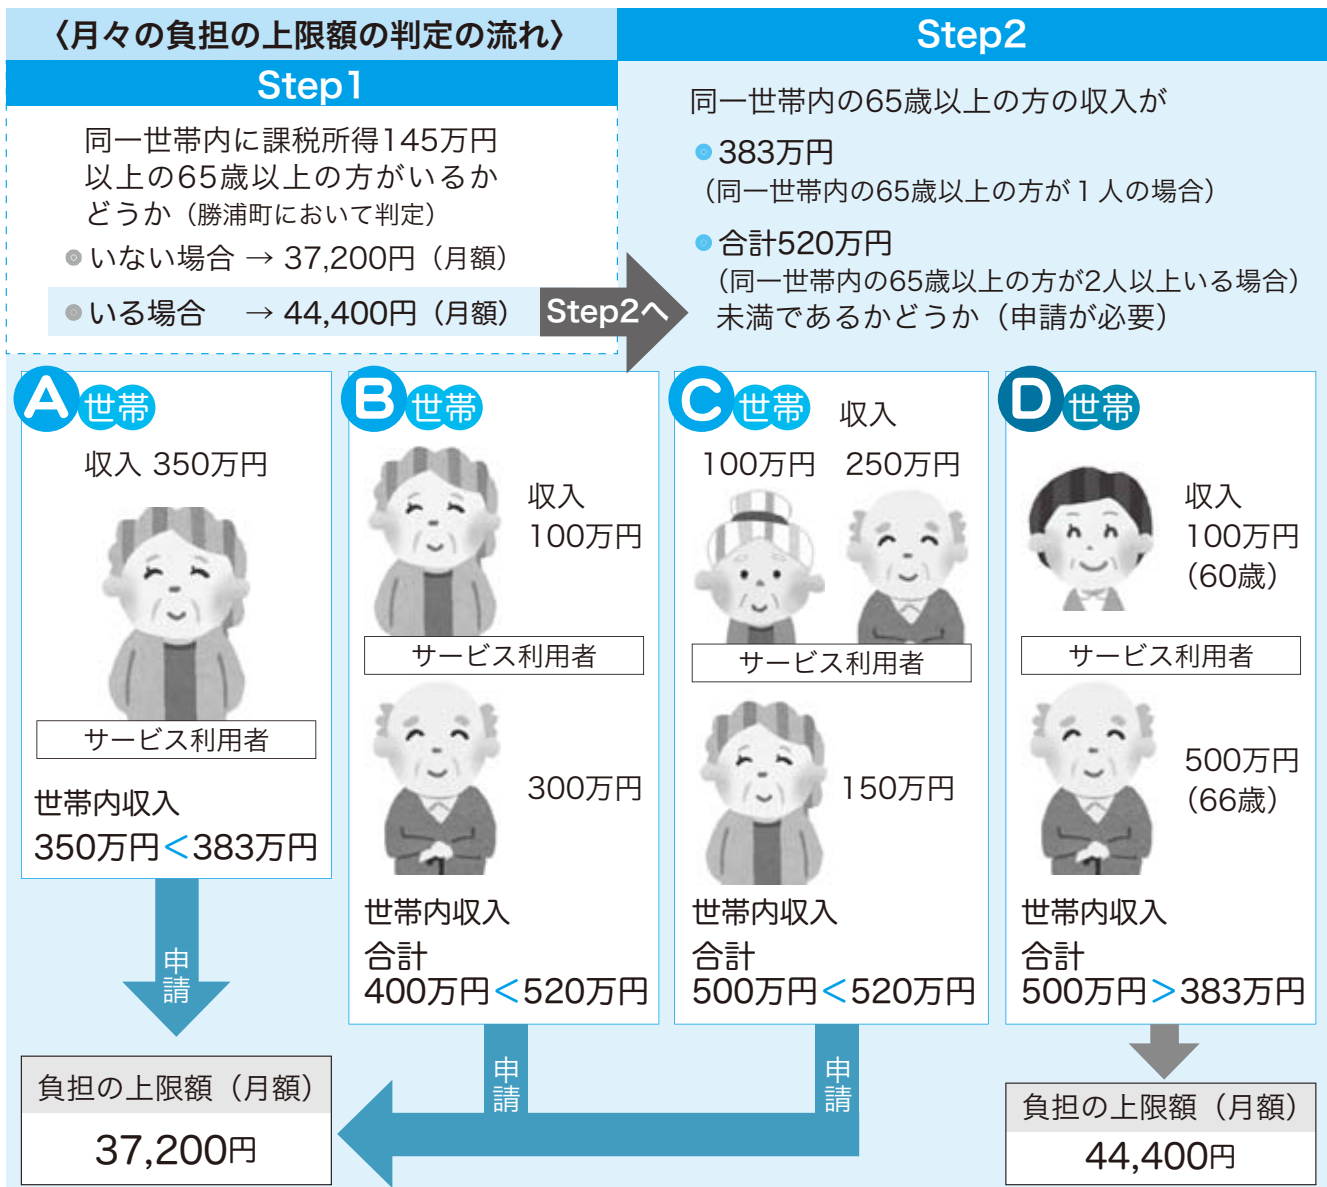 〈月々の負担の上限額の判定の流れ〉
Step1
同一世帯内に課税所得145万円
以上の65歳以上の方がいるか
どうか（勝浦町において判定）
いない場合 → 37,200円（月額）
いる場合 → 44,400円（月額）
Step2へ
Step2
同一世帯内の65歳以上の方の収入が
383万円
（同一世帯内の65歳以上の方が１人の場合）
合計520万円
（同一世帯内の65歳以上の方が2人以上いる場合）
未満であるかどうか（申請が必要）
A世帯
収入 350万円
サービス利用者
世帯内収入
350万円＜383万円
申請
B世帯
収入
100万円
サービス利用者
300万円
世帯内収入
合計
400万円＜520万円
申請
C世帯
収入
100万円 250万円
サービス利用者
150万円
世帯内収入
合計
500万円＜520万円
申請
D世帯
収入
100万円
（60歳）
サービス利用者
500万円
（66歳）
世帯内収入
合計
500万円＞383万円
負担の上限額（月額）
37,200円
負担の上限額（月額）
44,400円